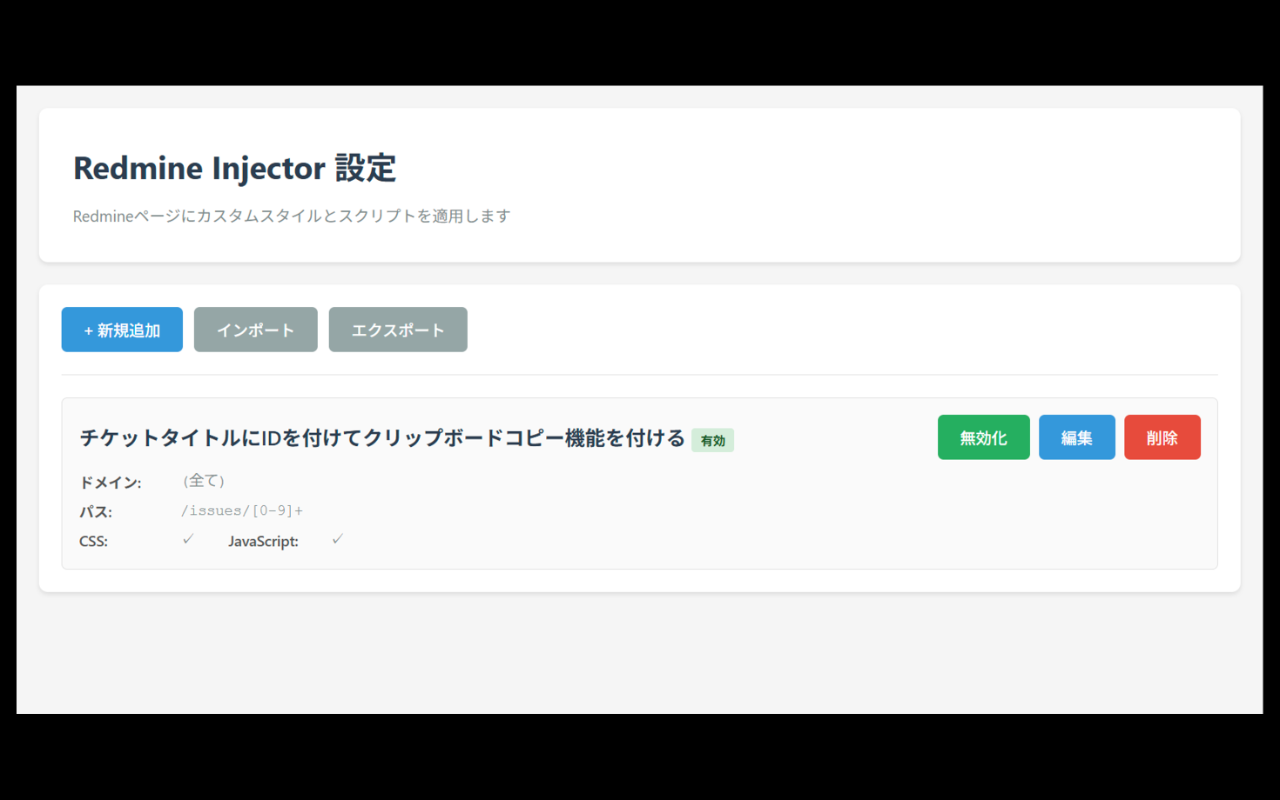 Redmine Injector 設定
Redmineページにカスタムスタイルとスクリプトを適用します
+ 新規追加 インポート エクスポート
チケットタイトルにIDを付けてクリップボードコピー機能を付ける 有効 無効化 編集 削除
ドメイン: (全て)
パス: /issues/[0-9]+
CSS: ✓ JavaScript: ✓